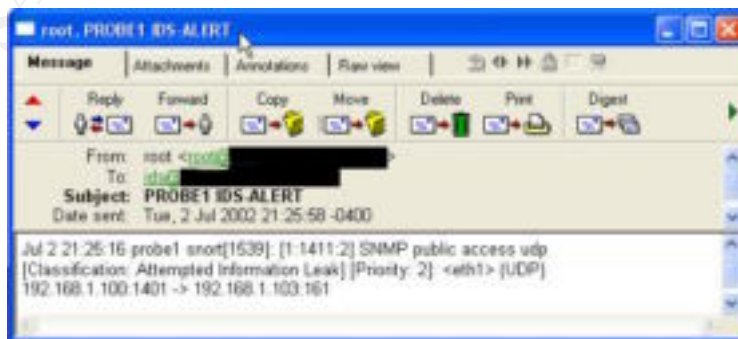 root, PROBE1 IDS-ALERT
Message Attachments Annotations Raw view
Reply Forward Copy Move Delete Print Digest
From: root <root@
To: ids@
Subject: PROBE1 IDS-ALERT
Date sent: Tue, 2 Jul 2002 21:25:58 -0400
Jul 2 21:25:16 probe1 snort[1539]: [1:1411:2] SNMP public access udp
[Classification: Attempted Information Leak] [Priority: 2]: <eth1> {UDP}
192.168.1.100:1401 -> 192.168.1.103:161